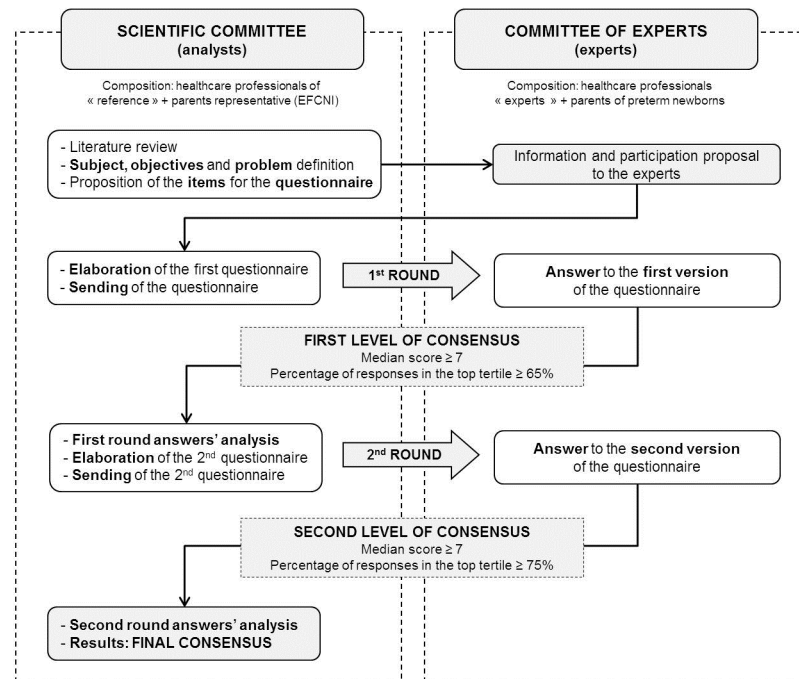 SCIENTIFIC COMMITTEE
(analysts)
COMMITTEE OF EXPERTS
(experts)
Composition: healthcare professionals of
« reference » + parents representative (EFCNI)
Composition: healthcare professionals
« experts » + parents of preterm newborns
- Literature review
- Subject, objectives and problem definition
- Proposition of the items for the questionnaire
Information and participation proposal
to the experts
- Elaboration of the first questionnaire
- Sending of the questionnaire
1st ROUND
Answer to the first version
of the questionnaire
FIRST LEVEL OF CONSENSUS
Median score ≥ 7
Percentage of responses in the top tertile ≥ 65%
- First round answers’ analysis
- Elaboration of the 2nd questionnaire
- Sending of the 2nd questionnaire
2nd ROUND
Answer to the second version
of the questionnaire
SECOND LEVEL OF CONSENSUS
Median score ≥ 7
Percentage of responses in the top tertile ≥ 75%
- Second round answers’ analysis
- Results: FINAL CONSENSUS